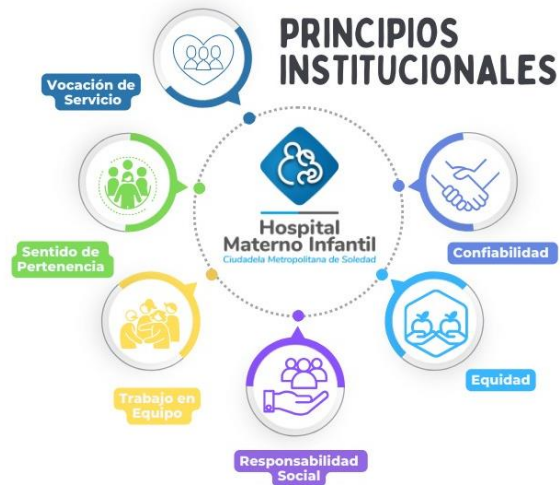 PRINCIPIOS
INSTITUCIONALES
Vocación de
Servicio
Sentido de
Pertenencia
Hospital
Materno Infantil
Ciudadela Metropolitana de Soledad
Confiabilidad
Trabajo en
Equipo
Equidad
Responsabilidad
Social